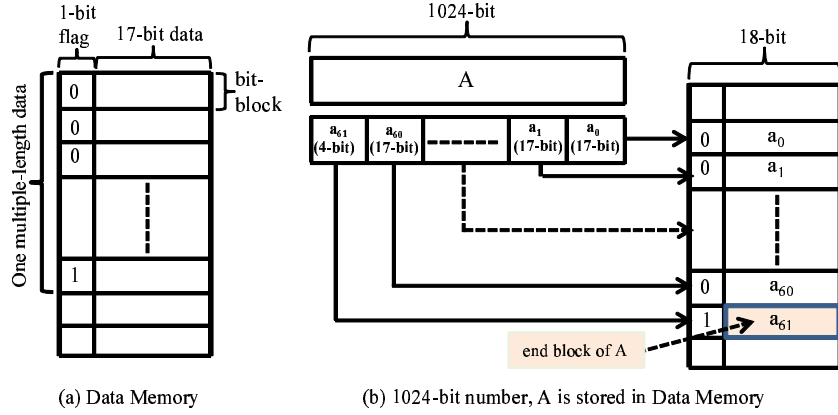 1-bit
flag
17-bit data
One multiple-length data
0
0
0
1
bit-
block
(a) Data Memory
1024-bit
A
a61
(4-bit)
a60
(17-bit)
a1
(17-bit)
a0
(17-bit)
18-bit
0 a0
0 a1
0 a60
1 a61
end block of A
(b) 1024-bit number, A is stored in Data Memory